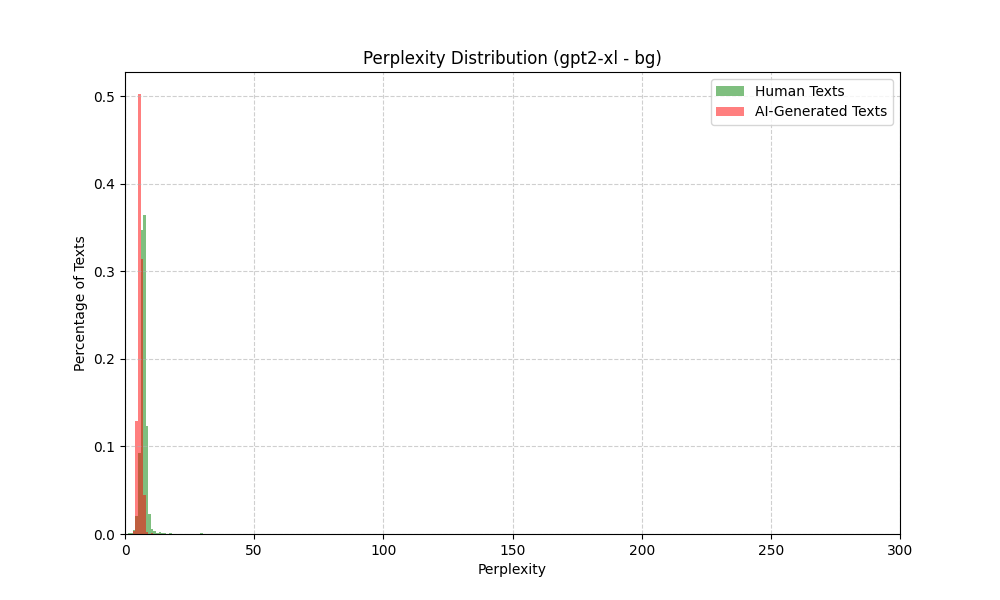 Perplexity Distribution (gpt2-xl - bg)
Human Texts
AI-Generated Texts
Percentage of Texts
0.5
0.4
0.3
0.2
0.1
0.0
0 50 100 150 200 250 300
Perplexity